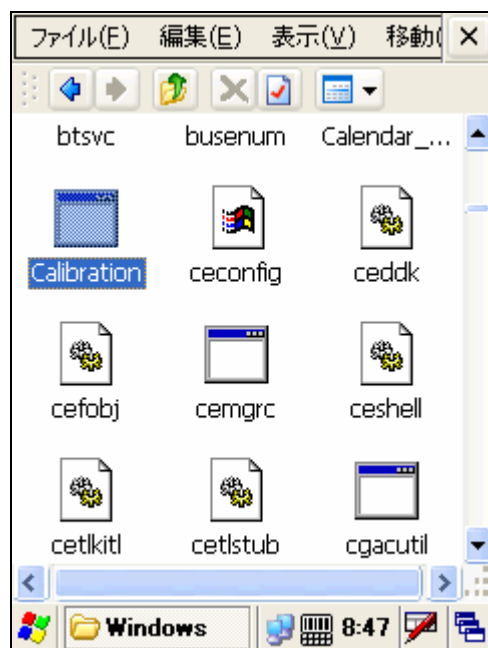 ファイル(F) 編集(E) 表示(V) 移動(
btsvc busenum Calendar_...
Calibration ceconfig ceddk
cefobj cemgrc ceshell
cetlkitl cetlstub cgacutil
Windows 8:47